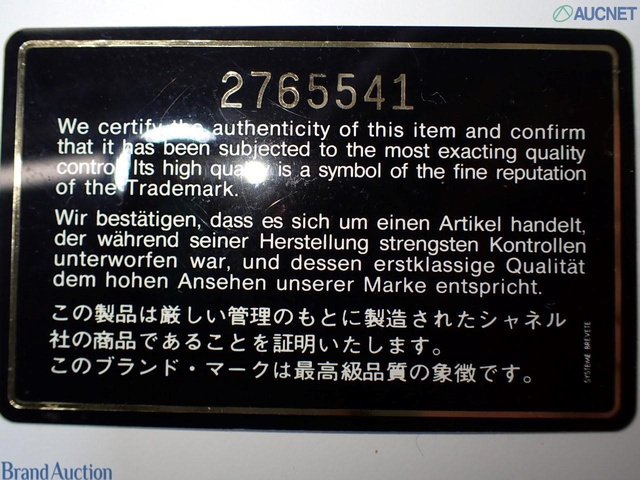 AUCNET
2765541
We certify the authenticity of this item and confirm
that it has been subjected to the most exacting quality
control. Its high quality is a symbol of the fine reputation
of the Trademark.
Wir bestätigen, dass es sich um einen Artikel handelt,
der während seiner Herstellung strengsten Kontrollen
unterworfen war, und dessen erstklassige Qualität
dem hohen Ansehen unserer Marke entspricht.
この製品は厳しい管理のもとに製造されたシャネル
社の商品であることを証明いたします。
このブランド・マークは最高級品質の象徴です。
SYSTEME BREVETE
Brand Auction